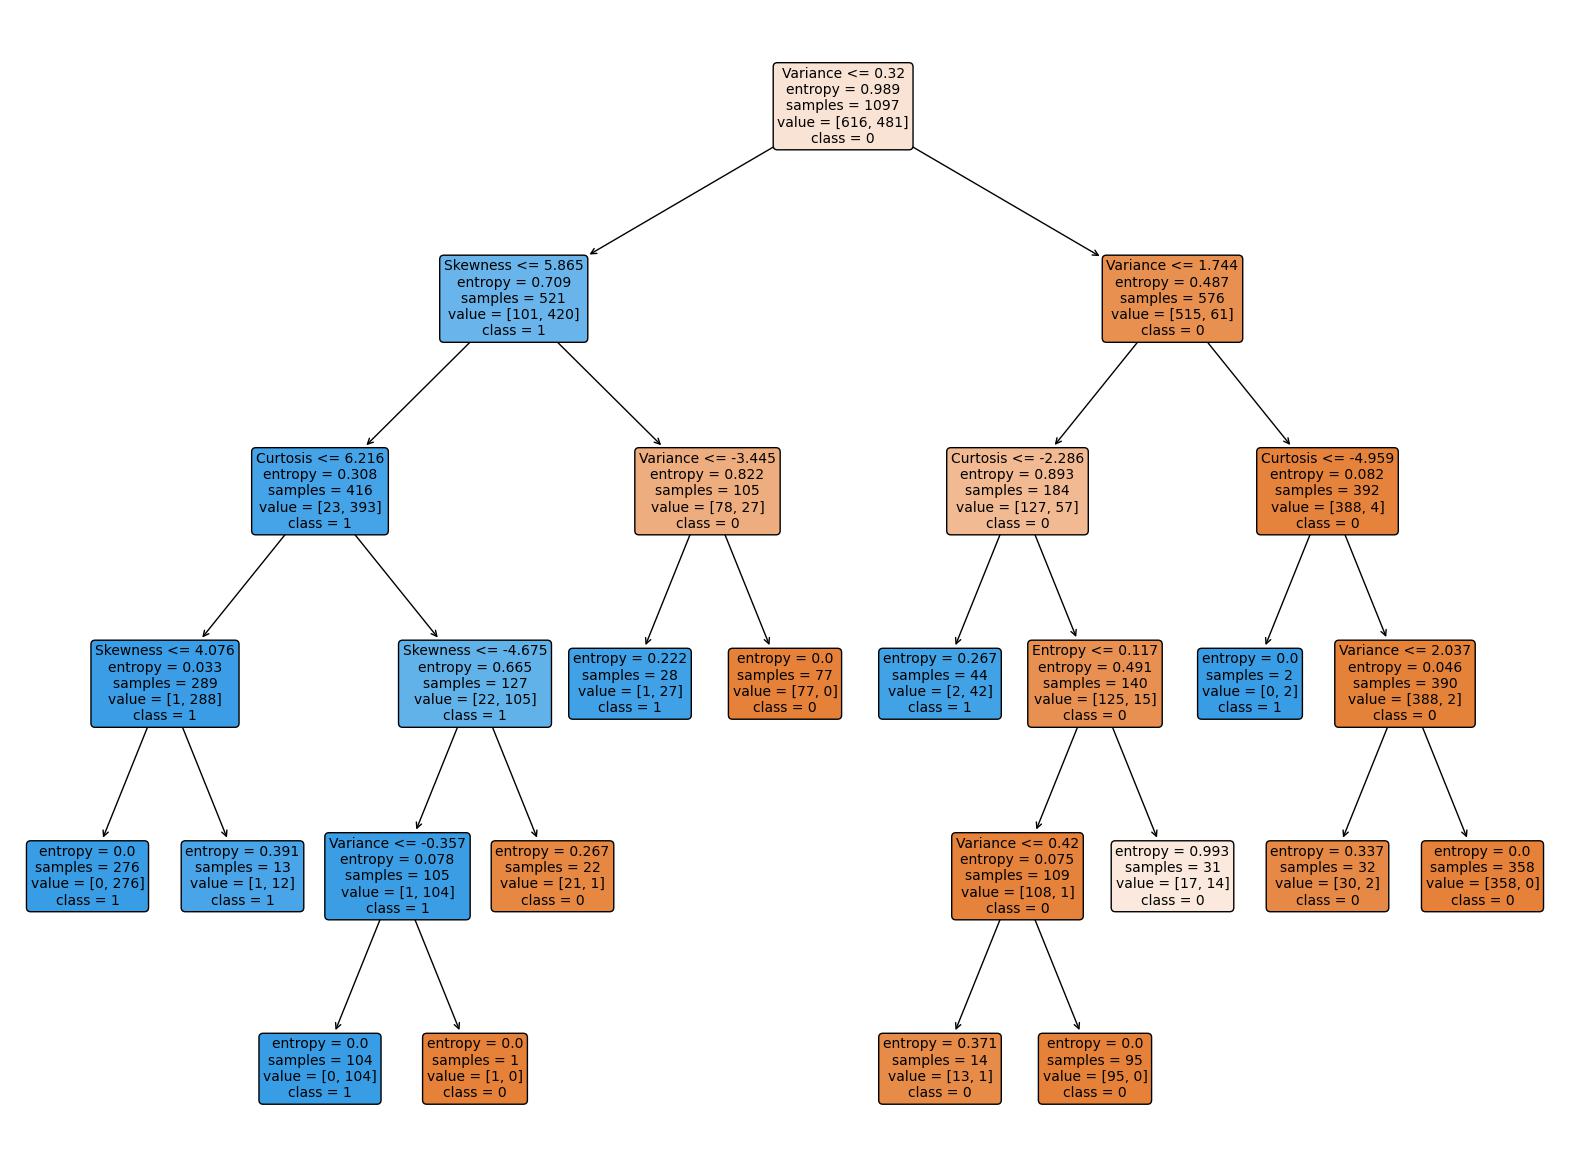 Variance <= 0.32
entropy = 0.989
samples = 1097
value = [616, 481]
class = 0
Skewness <= 5.865
entropy = 0.709
samples = 521
value = [101, 420]
class = 1
Variance <= 1.744
entropy = 0.487
samples = 576
value = [515, 61]
class = 0
Curtosis <= 6.216
entropy = 0.308
samples = 416
value = [23, 393]
class = 1
Variance <= -3.445
entropy = 0.822
samples = 105
value = [78, 27]
class = 0
Curtosis <= -2.286
entropy = 0.893
samples = 184
value = [127, 57]
class = 0
Curtosis <= -4.959
entropy = 0.082
samples = 392
value = [388, 4]
class = 0
Skewness <= 4.076
entropy = 0.033
samples = 289
value = [1, 288]
class = 1
Skewness <= -4.675
entropy = 0.665
samples = 127
value = [22, 105]
class = 1
entropy = 0.222
samples = 28
value = [1, 27]
class = 1
entropy = 0.0
samples = 77
value = [77, 0]
class = 0
entropy = 0.267
samples = 44
value = [2, 42]
class = 1
Entropy <= 0.117
entropy = 0.491
samples = 140
value = [125, 15]
class = 0
entropy = 0.0
samples = 2
value = [0, 2]
class = 1
Variance <= 2.037
entropy = 0.046
samples = 390
value = [388, 2]
class = 0
entropy = 0.0
samples = 276
value = [0, 276]
class = 1
entropy = 0.391
samples = 13
value = [1, 12]
class = 1
Variance <= -0.357
entropy = 0.078
samples = 105
value = [1, 104]
class = 1
entropy = 0.267
samples = 22
value = [21, 1]
class = 0
Variance <= 0.42
entropy = 0.075
samples = 109
value = [108, 1]
class = 0
entropy = 0.993
samples = 31
value = [17, 14]
class = 0
entropy = 0.337
samples = 32
value = [30, 2]
class = 0
entropy = 0.0
samples = 358
value = [358, 0]
class = 0
entropy = 0.0
samples = 104
value = [0, 104]
class = 1
entropy = 0.0
samples = 1
value = [1, 0]
class = 0
entropy = 0.371
samples = 14
value = [13, 1]
class = 0
entropy = 0.0
samples = 95
value = [95, 0]
class = 0